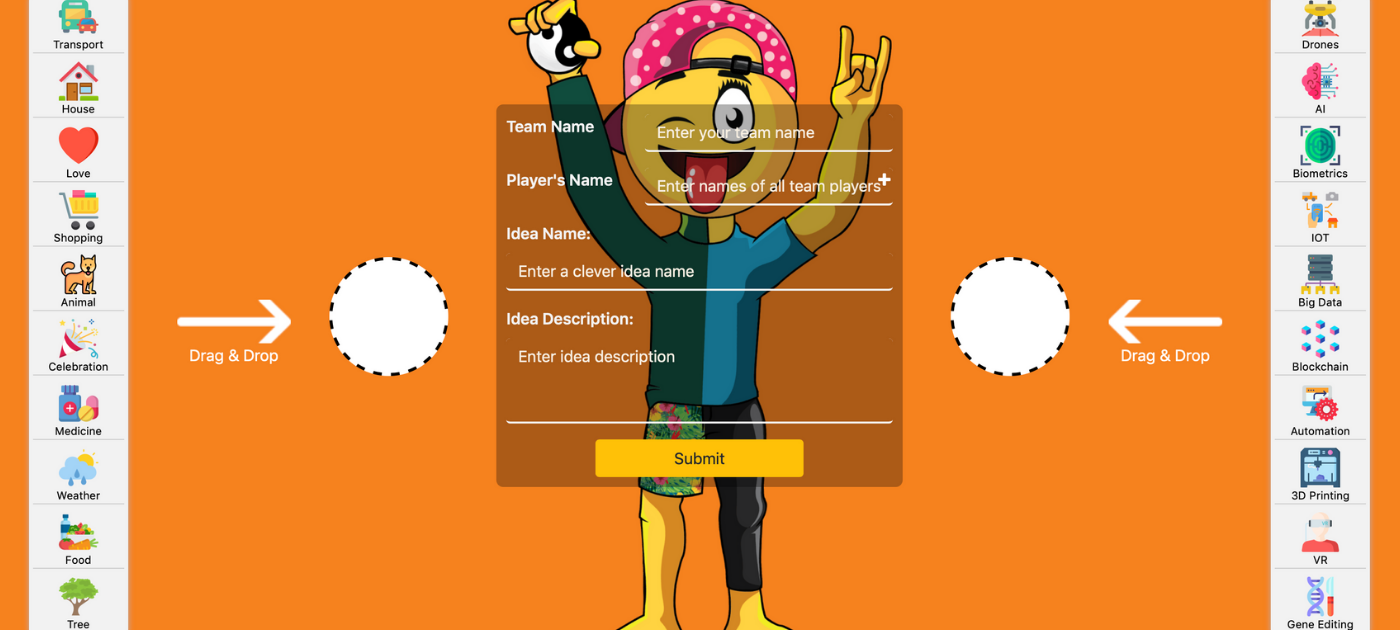 Transport
House
Love
Shopping
Animal
Celebration
Medicine
Weather
Food
Tree
Drag & Drop
Team Name
Enter your team name
Player's Name
Enter names of all team players
Idea Name:
Enter a clever idea name
Idea Description:
Enter idea description
Submit
Drag & Drop
Drones
AI
Biometrics
IOT
Big Data
Blockchain
Automation
3D Printing
VR
Gene Editing